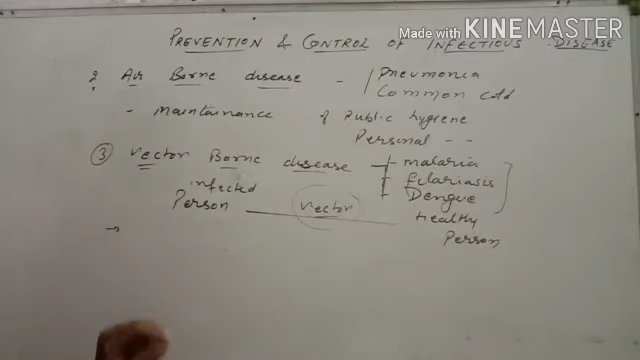 Made with KINEMASTER
PREVENTION & CONTROL OF INFECTIOUS DISEASE
2 Air Borne disease - Pneumonia
Common cold
- Maintainance of Public hygiene
Personal - -
③ Vector Borne disease malaria
filariasis
Dengue
infected
Person vector Healthy
Person
→